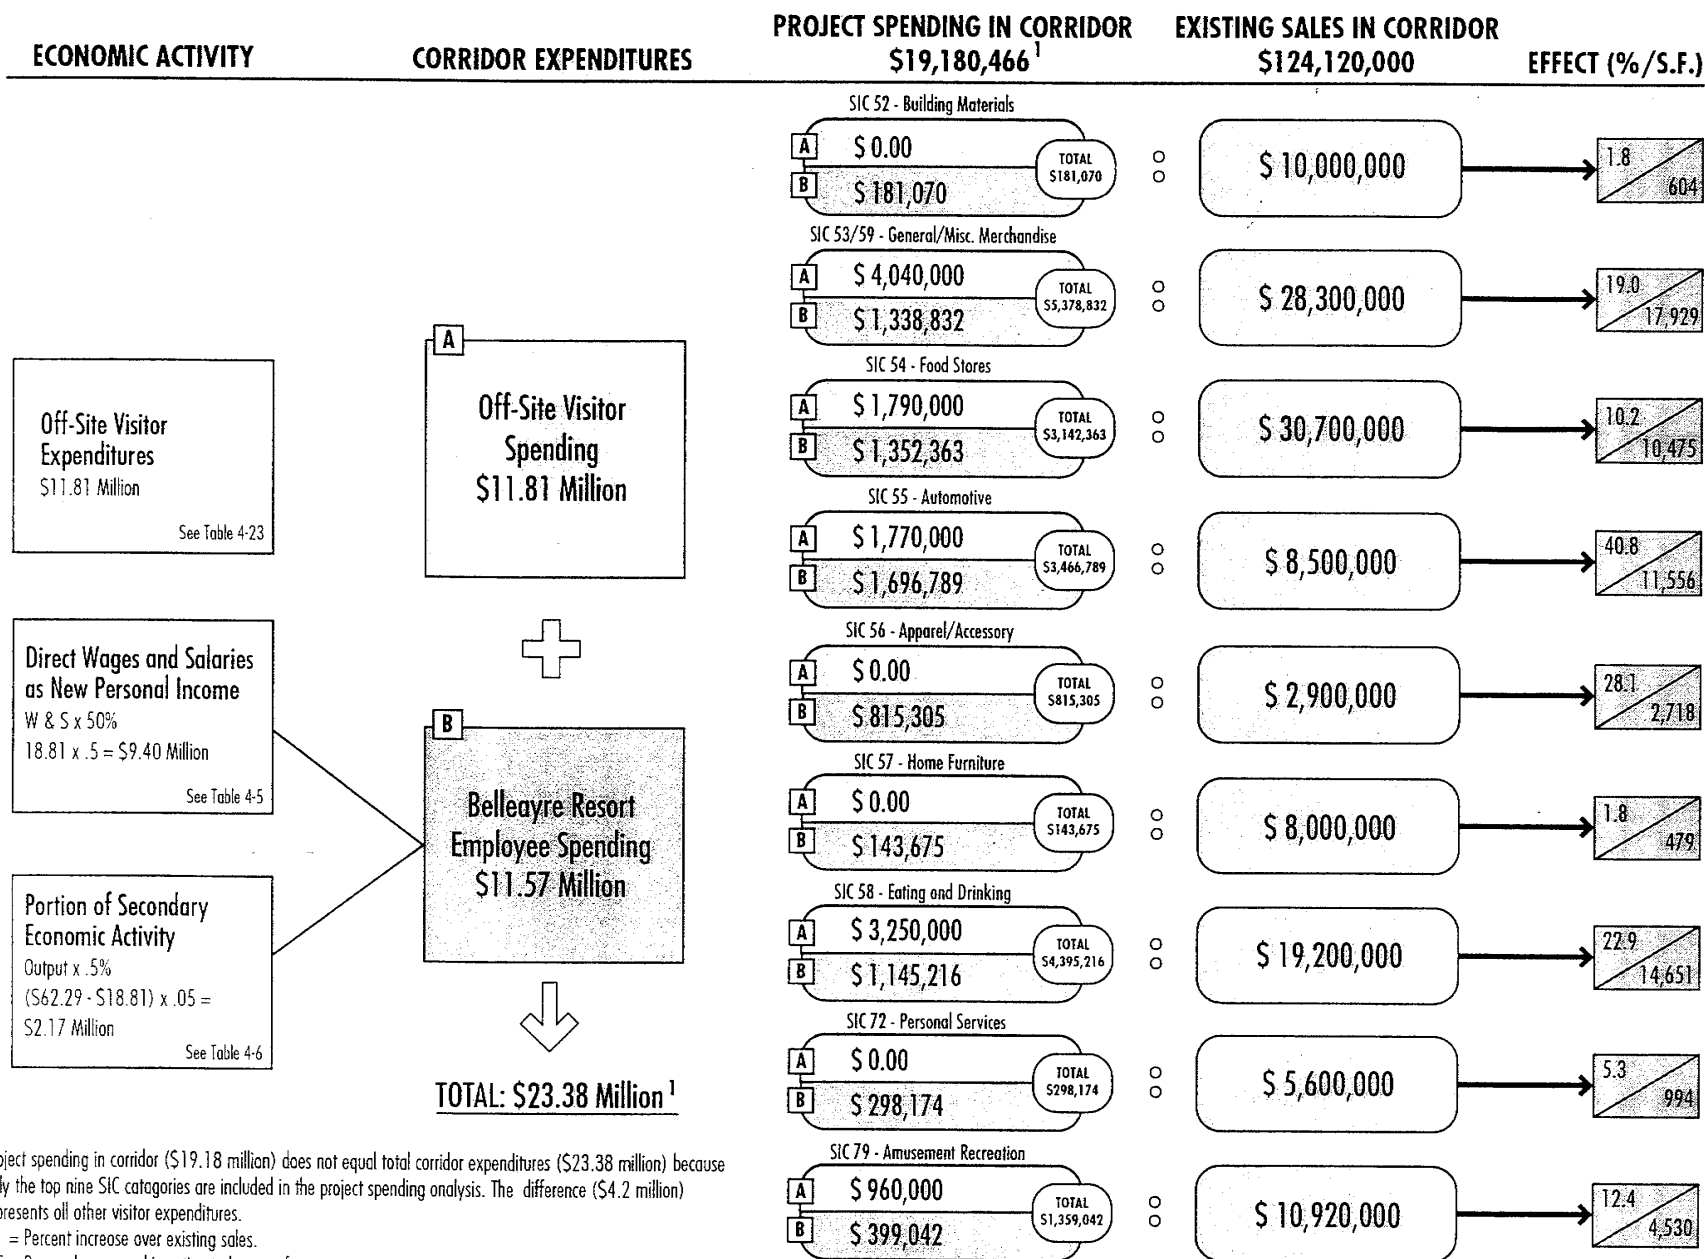 ECONOMIC ACTIVITY
CORRIDOR EXPENDITURES
PROJECT SPENDING IN CORRIDOR
$19,180,466 1
EXISTING SALES IN CORRIDOR
$124,120,000
EFFECT (%/S.F.)
Off-Site Visitor
Expenditures
$11.81 Million
See Table 4-23
Direct Wages and Salaries
as New Personal Income
W & S x 50%
18.81 x .5 = $9.40 Million
See Table 4-5
Portion of Secondary
Economic Activity
Output x .5%
($62.29 - $18.81) x .05 =
$2.17 Million
See Table 4-6
A
Off-Site Visitor
Spending
$11.81 Million
B
Belleayre Resort
Employee Spending
$11.57 Million
TOTAL: $23.38 Million 1
SIC 52 - Building Materials
A $ 0.00
B $ 181,070
TOTAL
$181,070
$ 10,000,000
1.8
604
SIC 53/59 - General/Misc. Merchandise
A $ 4,040,000
B $ 1,338,832
TOTAL
$5,378,832
$ 28,300,000
19.0
17,929
SIC 54 - Food Stores
A $ 1,790,000
B $ 1,352,363
TOTAL
$3,142,363
$ 30,700,000
10.2
10,475
SIC 55 - Automotive
A $ 1,770,000
B $ 1,696,789
TOTAL
$3,466,789
$ 8,500,000
40.8
11,556
SIC 56 - Apparel/Accessory
A $ 0.00
B $ 815,305
TOTAL
$815,305
$ 2,900,000
28.1
2,718
SIC 57 - Home Furniture
A $ 0.00
B $ 143,675
TOTAL
$143,675
$ 8,000,000
1.8
479
SIC 58 - Eating and Drinking
A $ 3,250,000
B $ 1,145,216
TOTAL
$4,395,216
$ 19,200,000
22.9
14,651
SIC 72 - Personal Services
A $ 0.00
B $ 298,174
TOTAL
$298,174
$ 5,600,000
5.3
994
SIC 79 - Amusement Recreation
A $ 960,000
B $ 399,042
TOTAL
$1,359,042
$ 10,920,000
12.4
4,530
spending in corridor ($19.18 million) does not equal total corridor expenditures ($23.38 million) because
the top nine SIC catagories are included in the project spending analysis. The difference ($4.2 million)
all other visitor expenditures.
= Percent increase over existing sales.